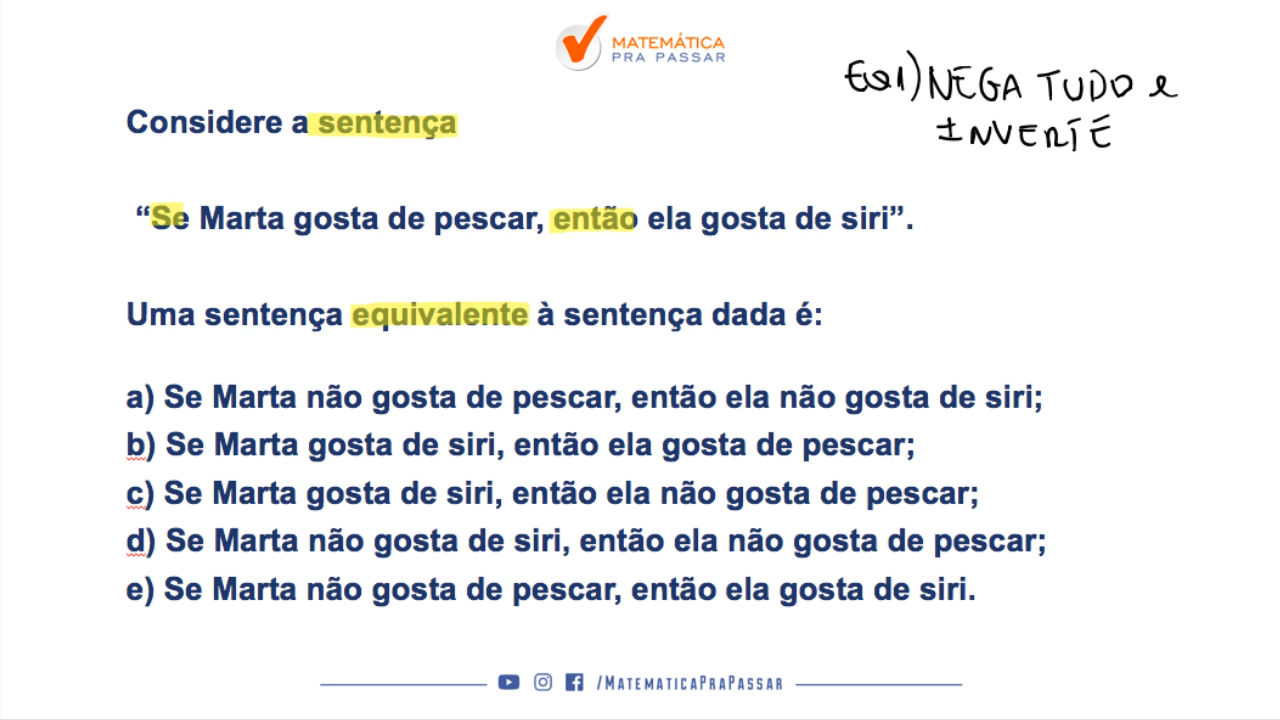 MATEMÁTICA
PRA PASSAR
EQ1) NEGA TUDO e
INVERTE
Considere a sentença
“Se Marta gosta de pescar, então ela gosta de siri”.
Uma sentença equivalente à sentença dada é:
a) Se Marta não gosta de pescar, então ela não gosta de siri;
b) Se Marta gosta de siri, então ela gosta de pescar;
c) Se Marta gosta de siri, então ela não gosta de pescar;
d) Se Marta não gosta de siri, então ela não gosta de pescar;
e) Se Marta não gosta de pescar, então ela gosta de siri.
/MATEMATICAPRAPASSAR